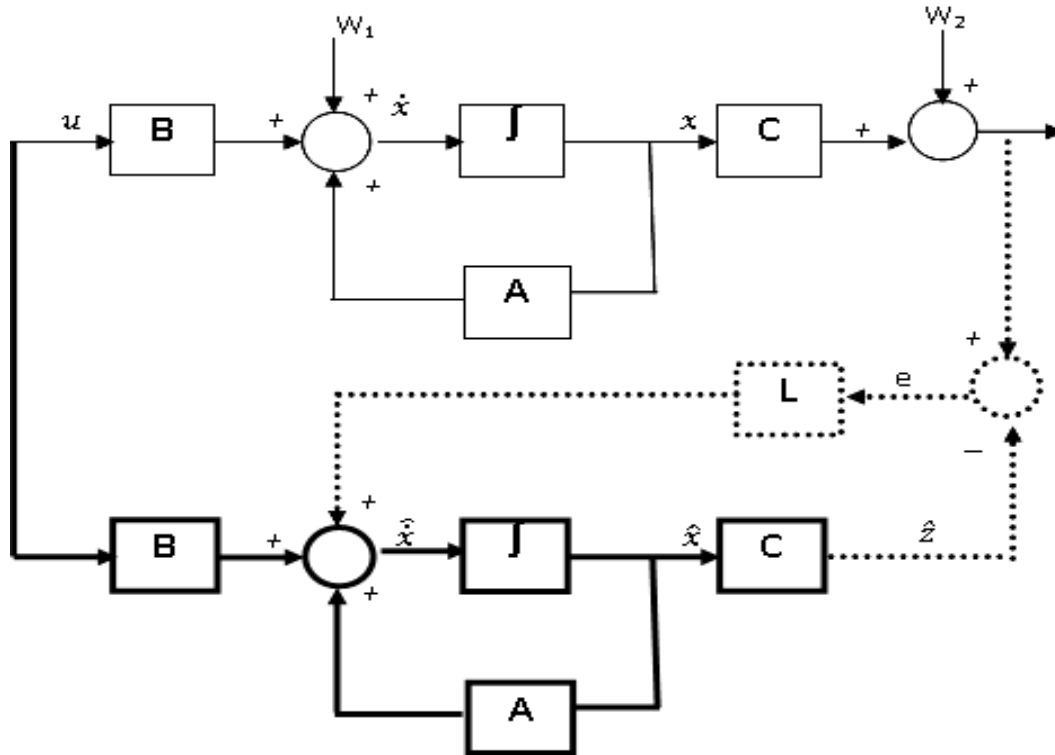 W₁ W₂
u B + + + ẋ ∫ x C + +
A
+
L e
−
+
B + + x̂̇ ∫ x̂ C ẑ
A